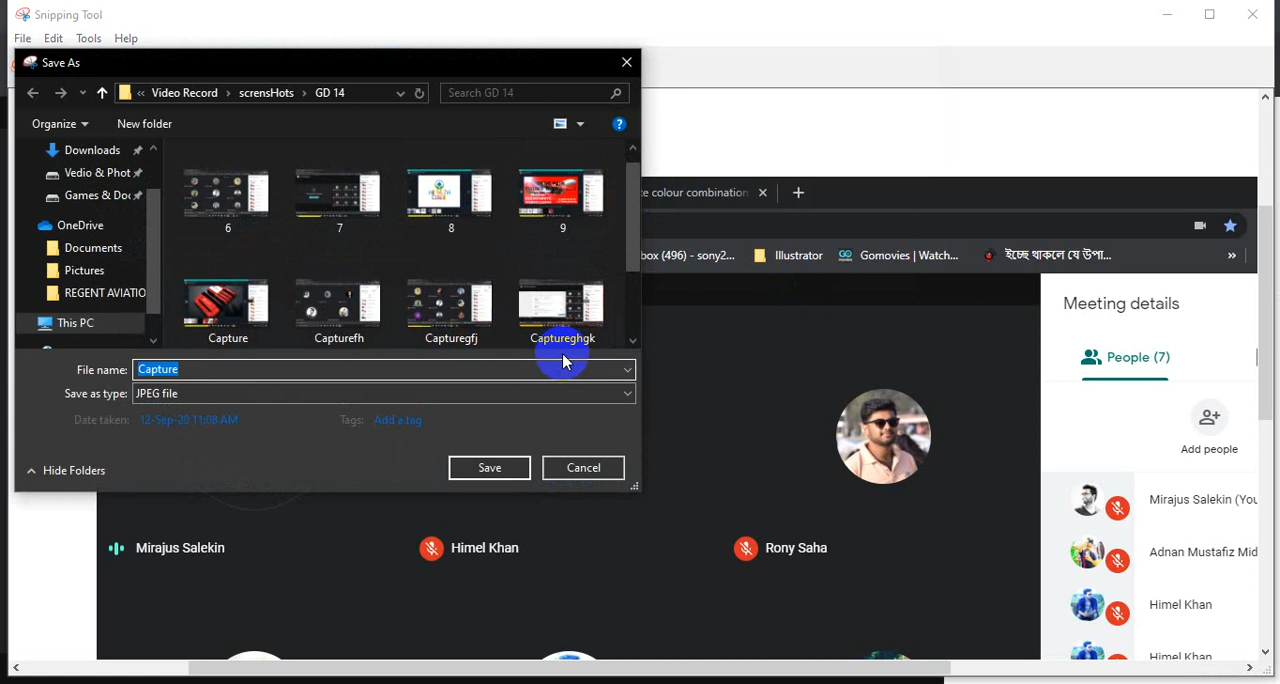 Snipping Tool
File Edit Tools Help
Save As
« Video Record › scrensHots › GD 14
Search GD 14
Organize
New folder
?
Downloads
Vedio & Phot
Games & Do
OneDrive
Documents
Pictures
REGENT AVIATIO
This PC
6 7 8 9
Capture Capturefh Capturegfj Captureghgk
File name: Capture
Save as type: JPEG file
Date taken: 12-Sep-20 11:08 AM Tags: Add a tag
Hide Folders
Save Cancel
te colour combination
box (496) - sony2... Illustrator GO Gomovies | Watch... ইচ্ছে থাকলে যে উপা... »
Meeting details
People (7)
Add people
Mirajus Salekin (You
Adnan Mustafiz Mid
Himel Khan
Himel Khan
Mirajus Salekin Himel Khan Rony Saha